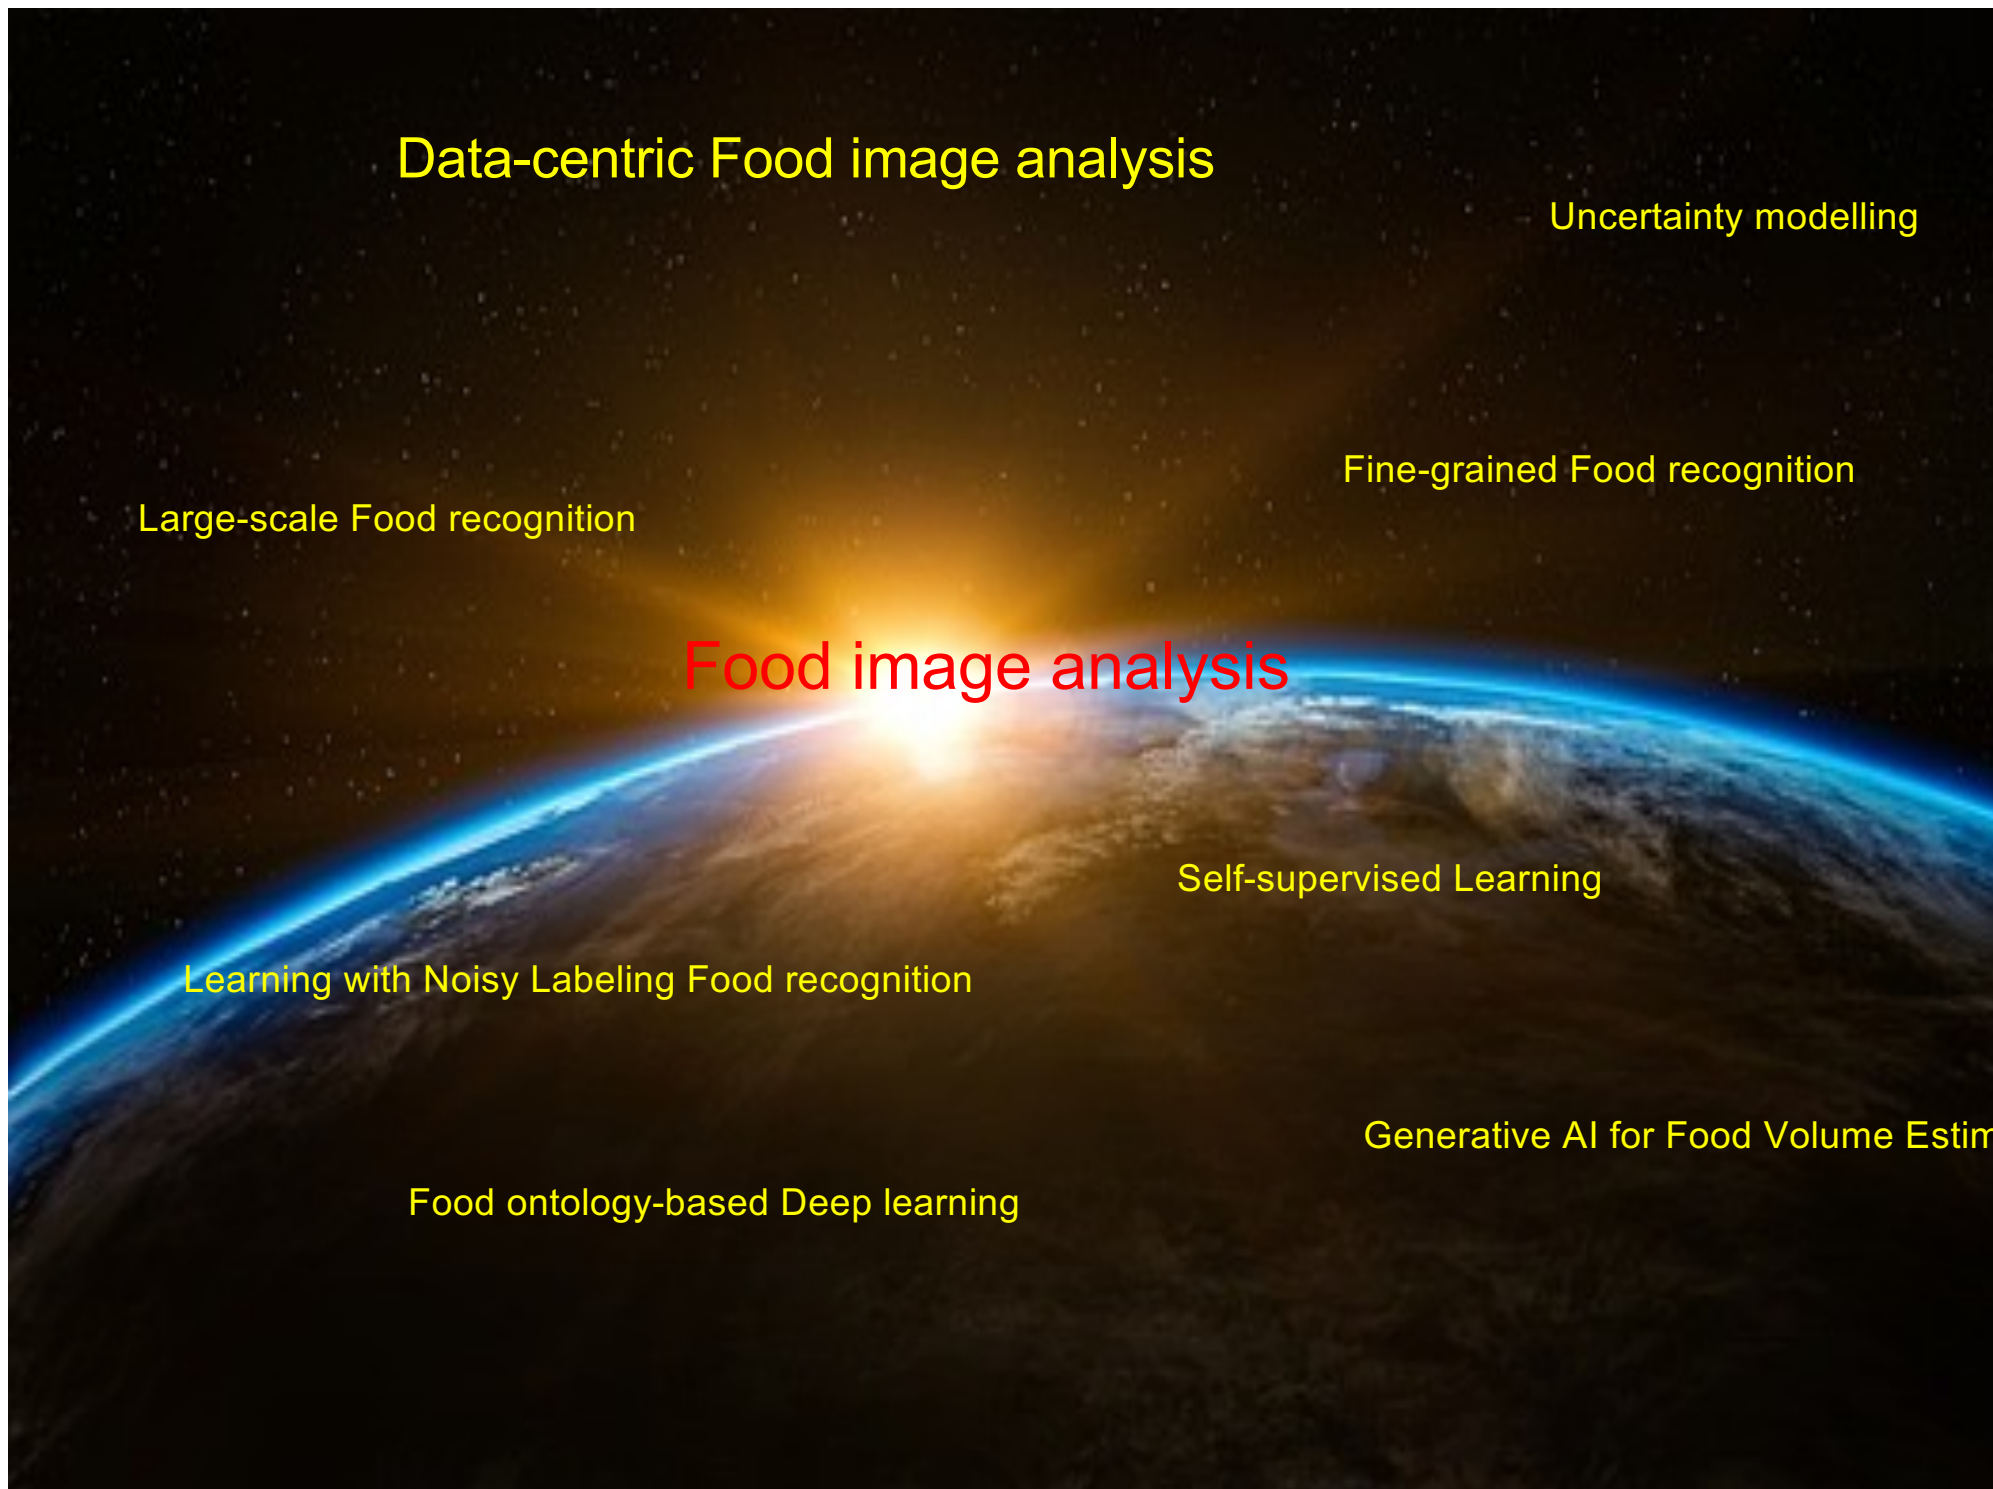 Data-centric Food image analysis
Uncertainty modelling
Fine-grained Food recognition
Large-scale Food recognition
Food image analysis
Self-supervised Learning
Learning with Noisy Labeling Food recognition
Generative AI for Food Volume
Food ontology-based Deep learning